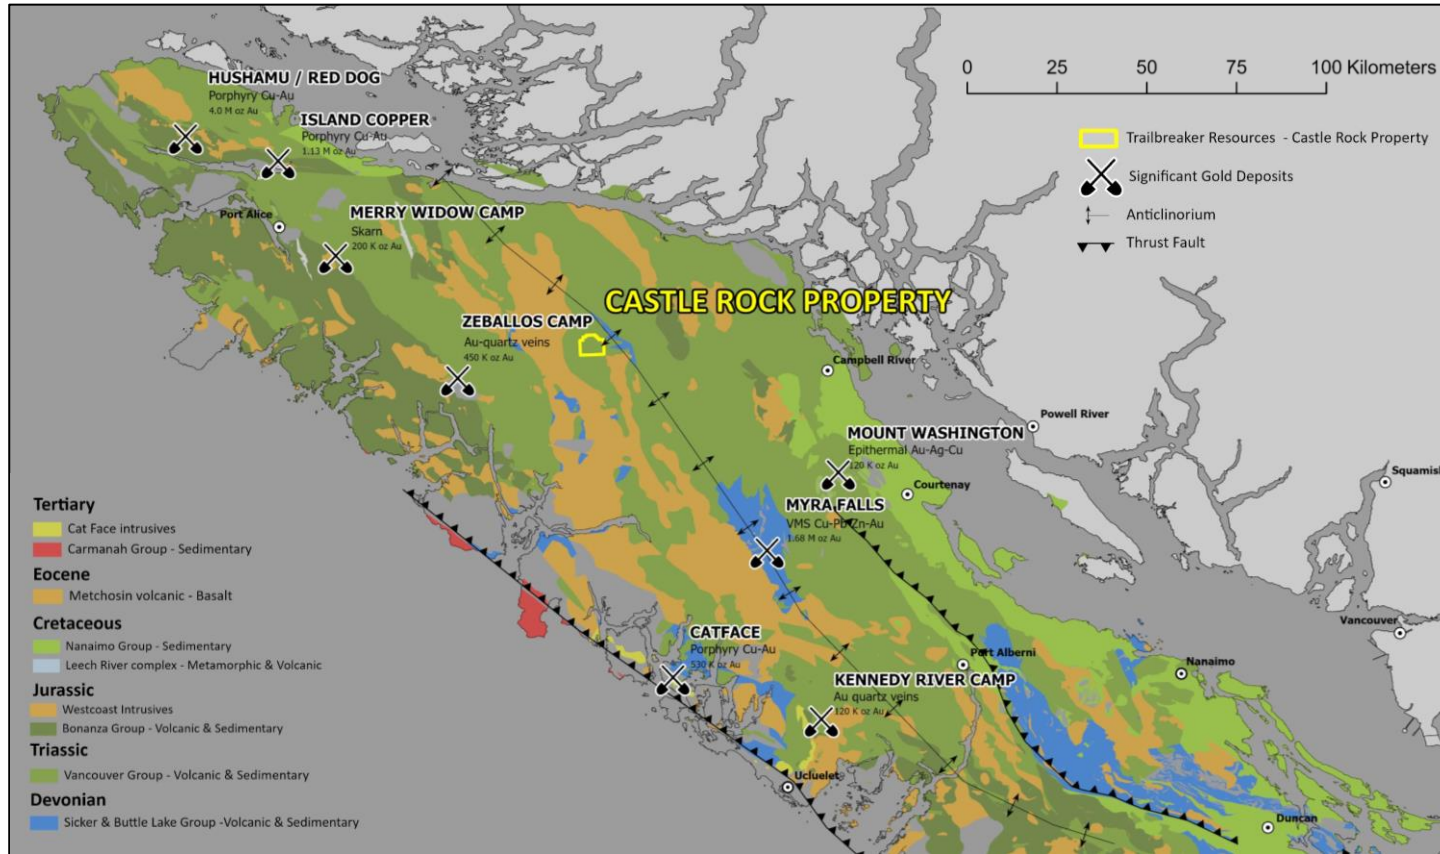 HUSHAMU / RED DOG
Porphyry Cu-Au
4.0 M oz Au
ISLAND COPPER
Porphyry Cu-Au
1.13 M oz Au
0 25 50 75 100 Kilometers
Trailbreaker Resources - Castle Rock Property
Significant Gold Deposits
Anticlinorium
Thrust Fault
Port Alice
MERRY WIDOW CAMP
Skarn
200 K oz Au
CASTLE ROCK PROPERTY
ZEBALLOS CAMP
Au-quartz veins
450 K oz Au
Campbell River
Powell River
MOUNT WASHINGTON
Epithermal Au-Ag-Cu
120 K oz Au
Courtenay
Squamish
MYRA FALLS
VMS Cu-Pb-Zn-Au
1.68 M oz Au
Vancouver
CATFACE
Porphyry Cu-Au
530 K oz Au
Port Alberni
Nanaimo
KENNEDY RIVER CAMP
Au quartz veins
120 K oz Au
Ucluelet
Duncan
Tertiary
Cat Face intrusives
Carmanah Group - Sedimentary
Eocene
Metchosin volcanic - Basalt
Cretaceous
Nanaimo Group - Sedimentary
Leech River complex - Metamorphic & Volcanic
Jurassic
Westcoast Intrusives
Bonanza Group - Volcanic & Sedimentary
Triassic
Vancouver Group - Volcanic & Sedimentary
Devonian
Sicker & Buttle Lake Group -Volcanic & Sedimentary